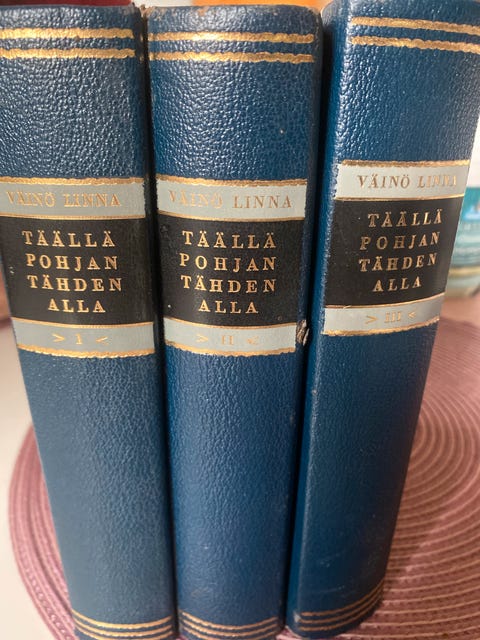 VÄINÖ LINNA
TÄÄLLÄ
POHJAN
TÄHDEN
ALLA
> I <
VÄINÖ LINNA
TÄÄLLÄ
POHJAN
TÄHDEN
ALLA
> II <
VÄINÖ LINNA
TÄÄLLÄ
POHJAN
TÄHDEN
ALLA
> III <